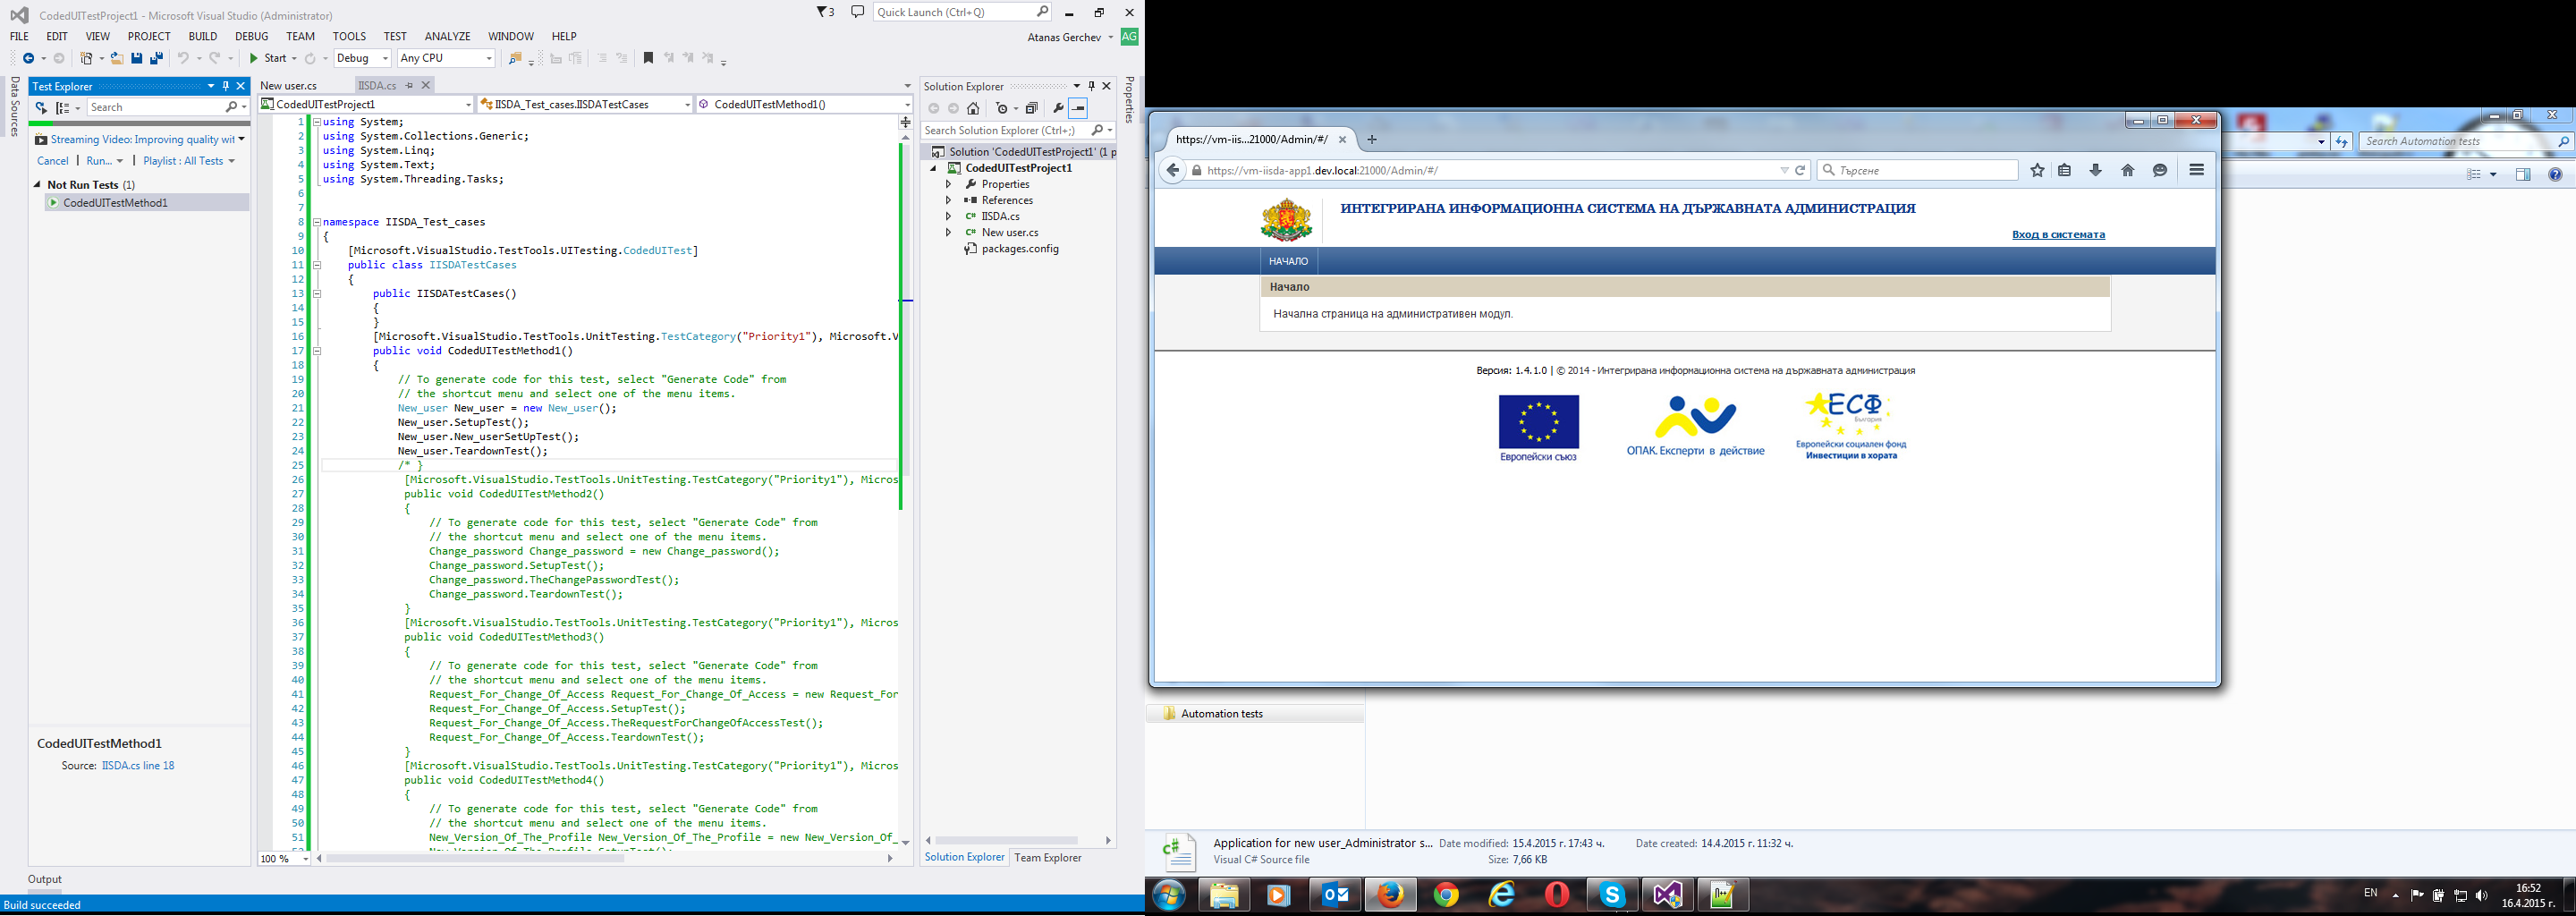 CodedUITestProject1 - Microsoft Visual Studio (Administrator)
3
Quick Launch (Ctrl+Q)
FILE EDIT VIEW PROJECT BUILD DEBUG TEAM TOOLS TEST ANALYZE WINDOW HELP
Atanas Gerchev AG
Start Debug Any CPU
Data Sources
Test Explorer
Search
Streaming Video: Improving quality wit
Cancel | Run... | Playlist : All Tests
Not Run Tests (1)
CodedUITestMethod1
CodedUITestMethod1
Source: IISDA.cs line 18
New user.cs IISDA.cs
CodedUITestProject1 IISDA_Test_cases.IISDATestCases CodedUITestMethod1()
1 using System;
2 using System.Collections.Generic;
3 using System.Linq;
4 using System.Text;
5 using System.Threading.Tasks;
6
7
8 namespace IISDA_Test_cases
9 {
10 [Microsoft.VisualStudio.TestTools.UITesting.CodedUITest]
11 public class IISDATestCases
12 {
13 public IISDATestCases()
14 {
15 }
16 [Microsoft.VisualStudio.TestTools.UnitTesting.TestCategory("Priority1"), Microsoft.V
17 public void CodedUITestMethod1()
18 {
19 // To generate code for this test, select "Generate Code" from
20 // the shortcut menu and select one of the menu items.
21 New_user New_user = new New_user();
22 New_user.SetupTest();
23 New_user.New_userSetUpTest();
24 New_user.TeardownTest();
25 /* }
26 [Microsoft.VisualStudio.TestTools.UnitTesting.TestCategory("Priority1"), Micros
27 public void CodedUITestMethod2()
28 {
29 // To generate code for this test, select "Generate Code" from
30 // the shortcut menu and select one of the menu items.
31 Change_password Change_password = new Change_password();
32 Change_password.SetupTest();
33 Change_password.TheChangePasswordTest();
34 Change_password.TeardownTest();
35 }
36 [Microsoft.VisualStudio.TestTools.UnitTesting.TestCategory("Priority1"), Micros
37 public void CodedUITestMethod3()
38 {
39 // To generate code for this test, select "Generate Code" from
40 // the shortcut menu and select one of the menu items.
41 Request_For_Change_Of_Access Request_For_Change_Of_Access = new Request_For
42 Request_For_Change_Of_Access.SetupTest();
43 Request_For_Change_Of_Access.TheRequestForChangeOfAccessTest();
44 Request_For_Change_Of_Access.TeardownTest();
45 }
46 [Microsoft.VisualStudio.TestTools.UnitTesting.TestCategory("Priority1"), Micros
47 public void CodedUITestMethod4()
48 {
49 // To generate code for this test, select "Generate Code" from
50 // the shortcut menu and select one of the menu items.
51 New_Version_Of_The_Profile New_Version_Of_The_Profile = new New_Version_Of_
100 %
Solution Explorer
Search Solution Explorer (Ctrl+;)
Solution 'CodedUITestProject1' (1 p
CodedUITestProject1
Properties
References
IISDA.cs
New user.cs
packages.config
Solution Explorer Team Explorer
Properties
Output
Build succeeded
https://vm-iis...21000/Admin/#/
https://vm-iisda-app1.dev.local:21000/Admin/#/
Търсене
ИНТЕГРИРАНА ИНФОРМАЦИОННА СИСТЕМА НА ДЪРЖАВНАТА АДМИНИСТРАЦИЯ
Вход в системата
НАЧАЛО
Начало
Начална страница на административен модул.
Версия: 1.4.1.0 | © 2014 - Интегрирана информационна система на държавната администрация
Европейски съюз
ОПАК. Експерти в действие
ЕСФ
България
Европейски социален фонд
Инвестиции в хората
Search Automation tests
Automation tests
Application for new user_Administrator s... Date modified: 15.4.2015 г. 17:43 ч. Date created: 14.4.2015 г. 11:32 ч.
Visual C# Source file Size: 7,66 KB
EN
16:52
16.4.2015 г.